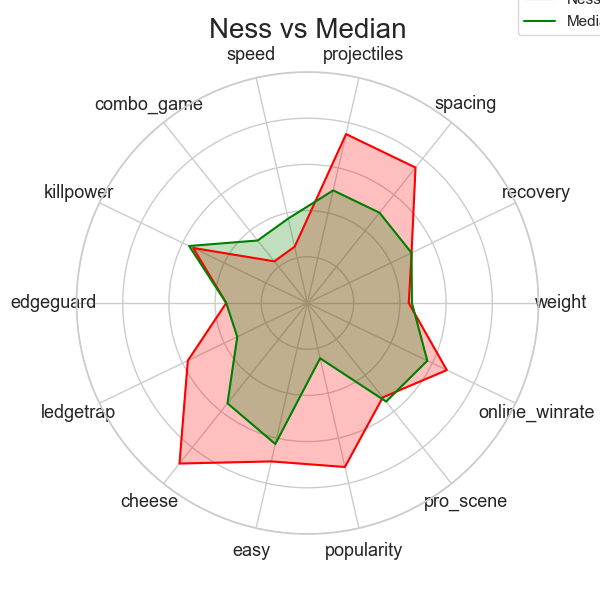 Ness vs Median
speed
projectiles
combo_game
spacing
killpower
recovery
edgeguard
weight
ledgetrap
online_winrate
cheese
pro_scene
easy
popularity